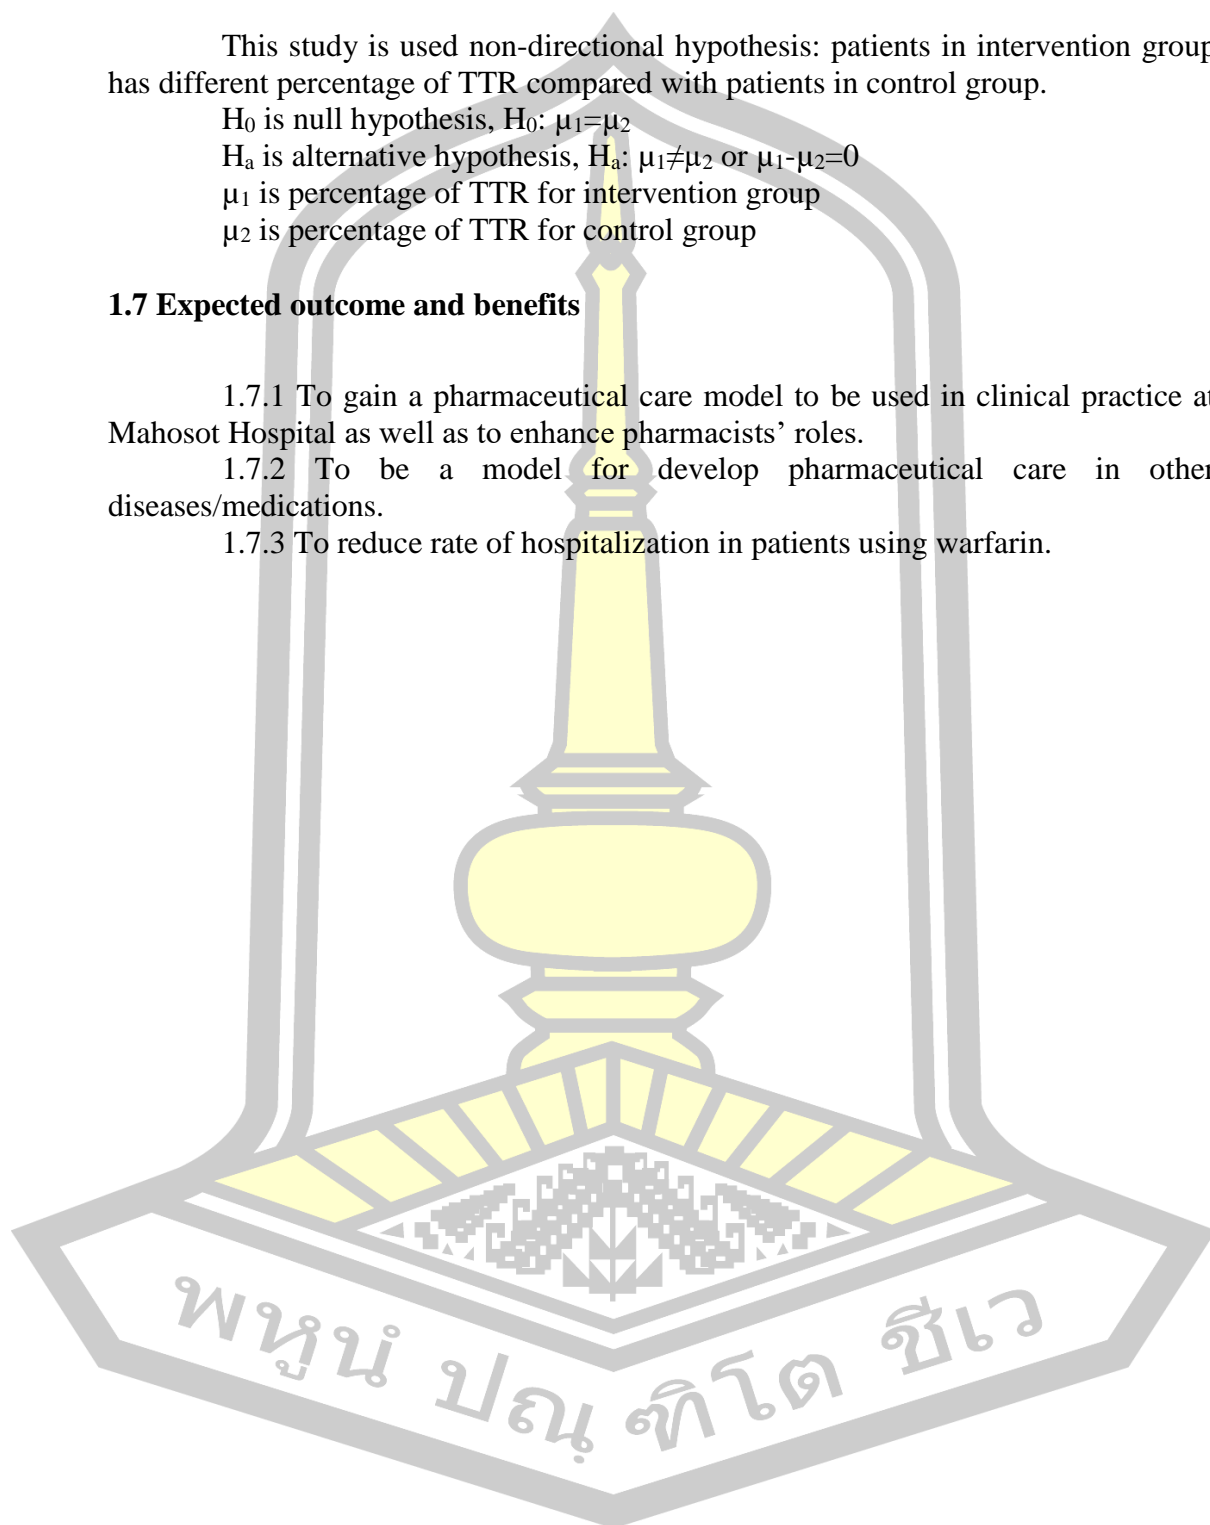 This study is used non-directional hypothesis: patients in intervention group
has different percentage of TTR compared with patients in control group.
H₀ is null hypothesis, H₀: µ₁=µ₂
Hₐ is alternative hypothesis, Hₐ: µ₁≠µ₂ or µ₁-µ₂=0
µ₁ is percentage of TTR for intervention group
µ₂ is percentage of TTR for control group
1.7 Expected outcome and benefits
1.7.1 To gain a pharmaceutical care model to be used in clinical practice at
Mahosot Hospital as well as to enhance pharmacists’ roles.
1.7.2 To be a model for develop pharmaceutical care in other
diseases/medications.
1.7.3 To reduce rate of hospitalization in patients using warfarin.
พหูนํ ปณฺฑิโต ชีเว